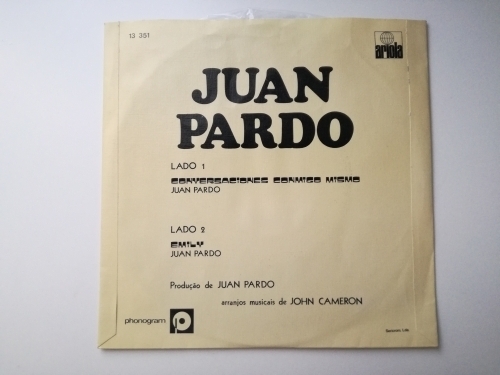 13 351
ariola
JUAN
PARDO
LADO 1
CONVERSACIONES CONMIGO MISMO
JUAN PARDO
LADO 2
EMILY
JUAN PARDO
Produção de JUAN PARDO
arranjos musicais de JOHN CAMERON
phonogram